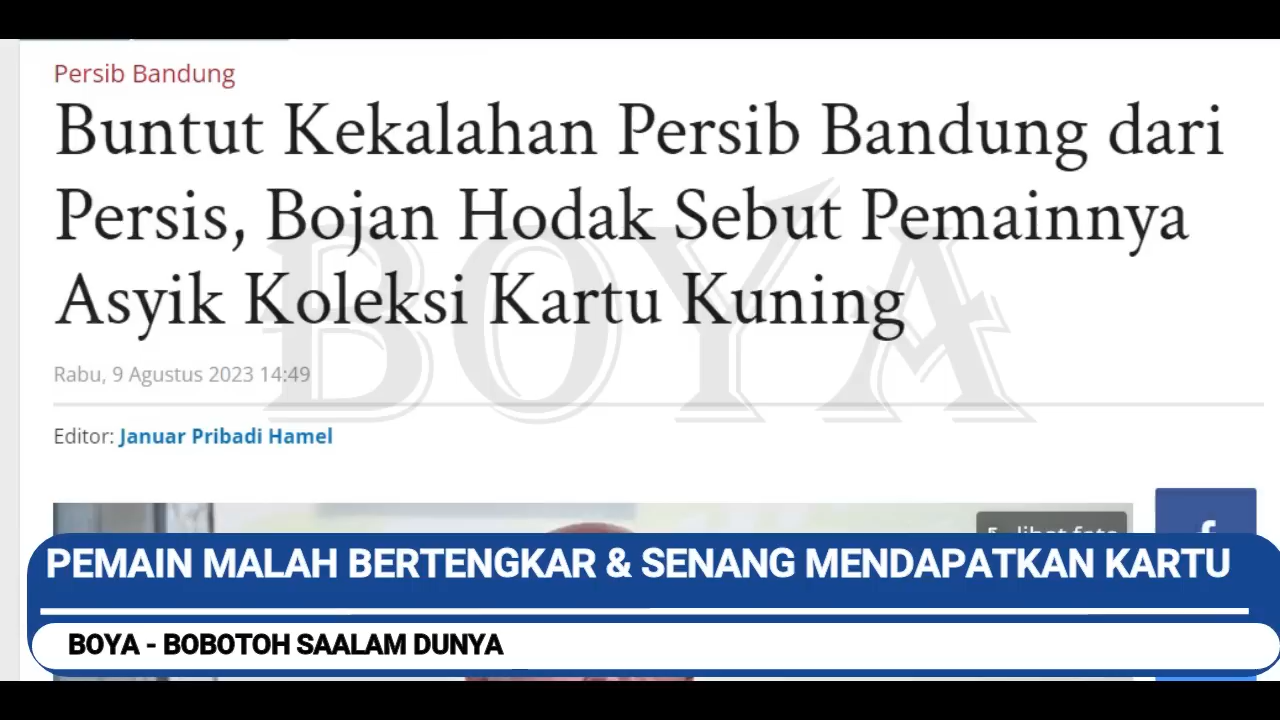 Persib Bandung
Buntut Kekalahan Persib Bandung dari
Persis, Bojan Hodak Sebut Pemainnya
Asyik Koleksi Kartu Kuning
BOYA
Rabu, 9 Agustus 2023 14:49
Editor: Januar Pribadi Hamel
PEMAIN MALAH BERTENGKAR & SENANG MENDAPATKAN KARTU
BOYA - BOBOTOH SAALAM DUNYA